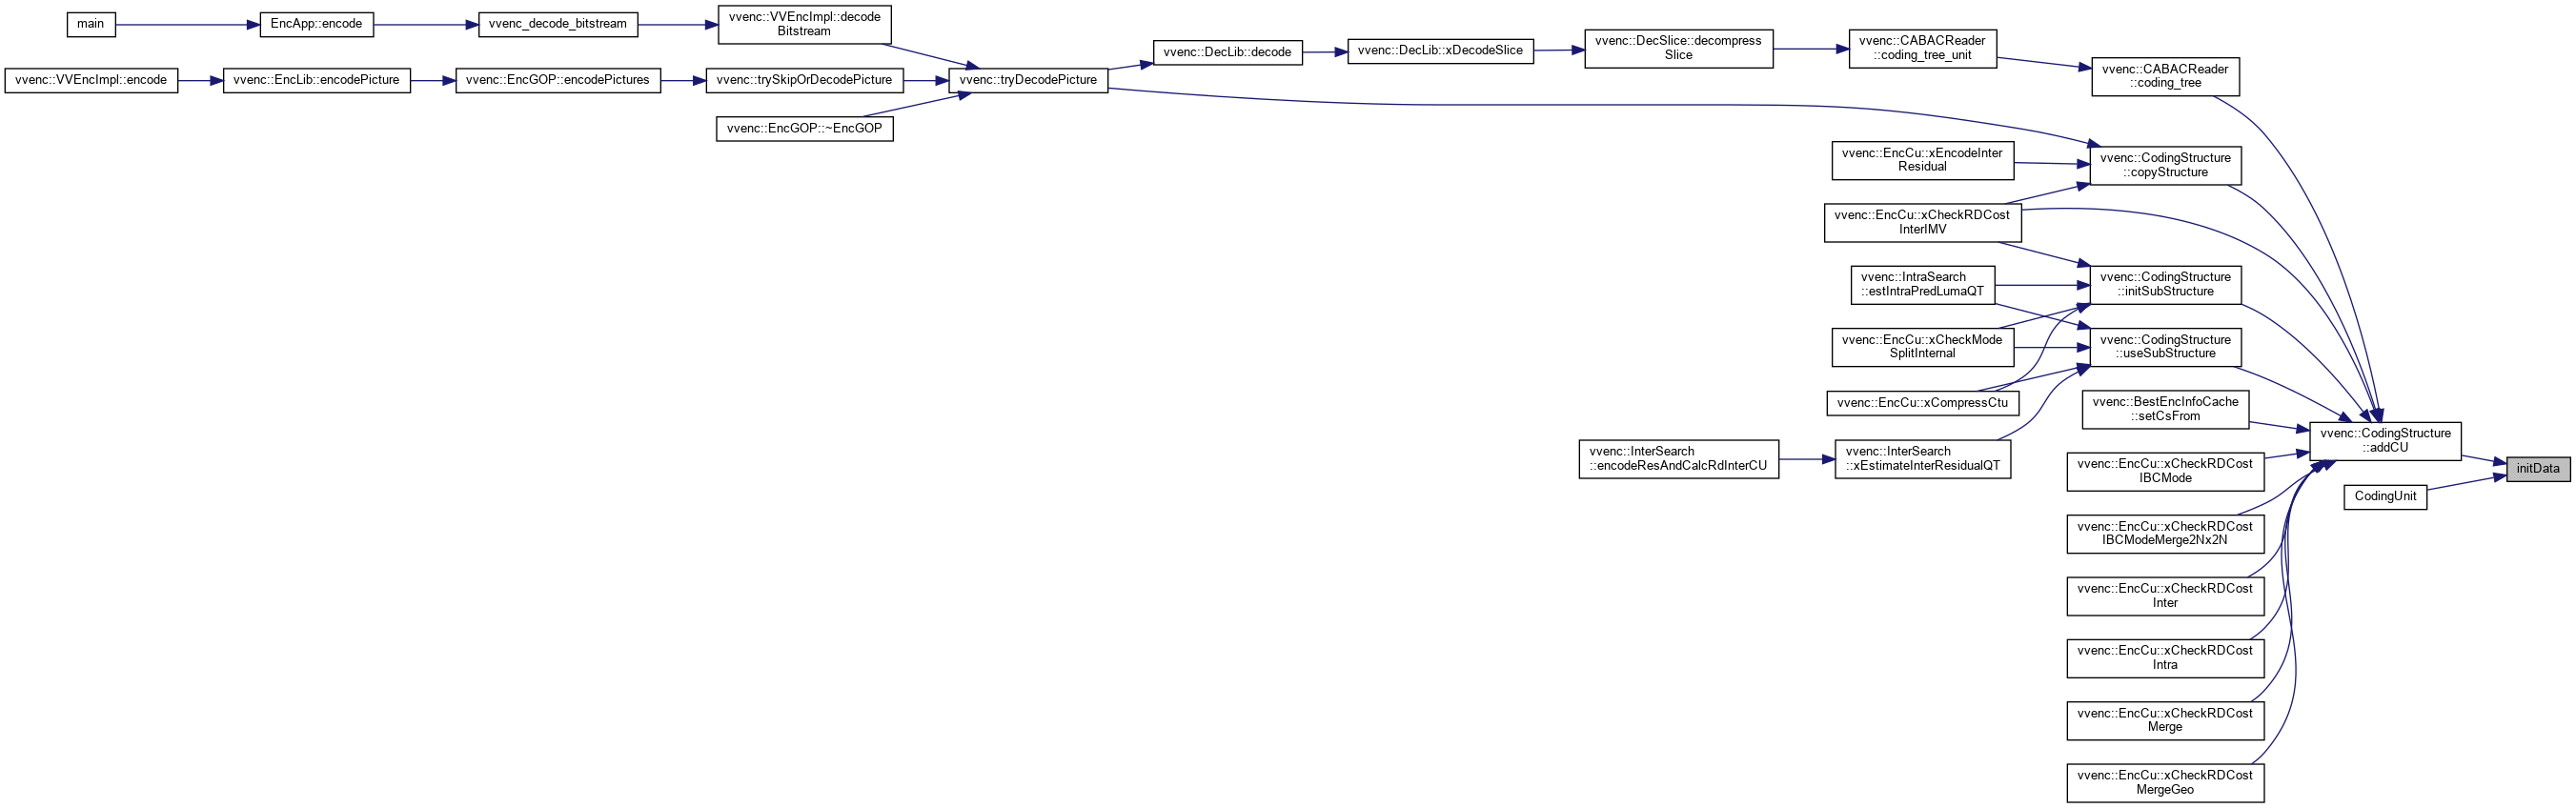 main
EncApp::encode
vvenc_decode_bitstream
vvenc::VVEncImpl::decode
Bitstream
vvenc::VVEncImpl::encode
vvenc::EncLib::encodePicture
vvenc::EncGOP::encodePictures
vvenc::trySkipOrDecodePicture
vvenc::tryDecodePicture
vvenc::EncGOP::~EncGOP
vvenc::DecLib::decode
vvenc::DecLib::xDecodeSlice
vvenc::DecSlice::decompress
Slice
vvenc::CABACReader
::coding_tree_unit
vvenc::CABACReader
::coding_tree
vvenc::EncCu::xEncodeInter
Residual
vvenc::CodingStructure
::copyStructure
vvenc::EncCu::xCheckRDCost
InterIMV
vvenc::IntraSearch
::estIntraPredLumaQT
vvenc::CodingStructure
::initSubStructure
vvenc::EncCu::xCheckMode
SplitInternal
vvenc::CodingStructure
::useSubStructure
vvenc::EncCu::xCompressCtu
vvenc::BestEncInfoCache
::setCsFrom
vvenc::InterSearch
::encodeResAndCalcRdInterCU
vvenc::InterSearch
::xEstimateInterResidualQT
vvenc::CodingStructure
::addCU
vvenc::EncCu::xCheckRDCost
IBCMode
initData
CodingUnit
vvenc::EncCu::xCheckRDCost
IBCModeMerge2Nx2N
vvenc::EncCu::xCheckRDCost
Inter
vvenc::EncCu::xCheckRDCost
Intra
vvenc::EncCu::xCheckRDCost
Merge
vvenc::EncCu::xCheckRDCost
MergeGeo